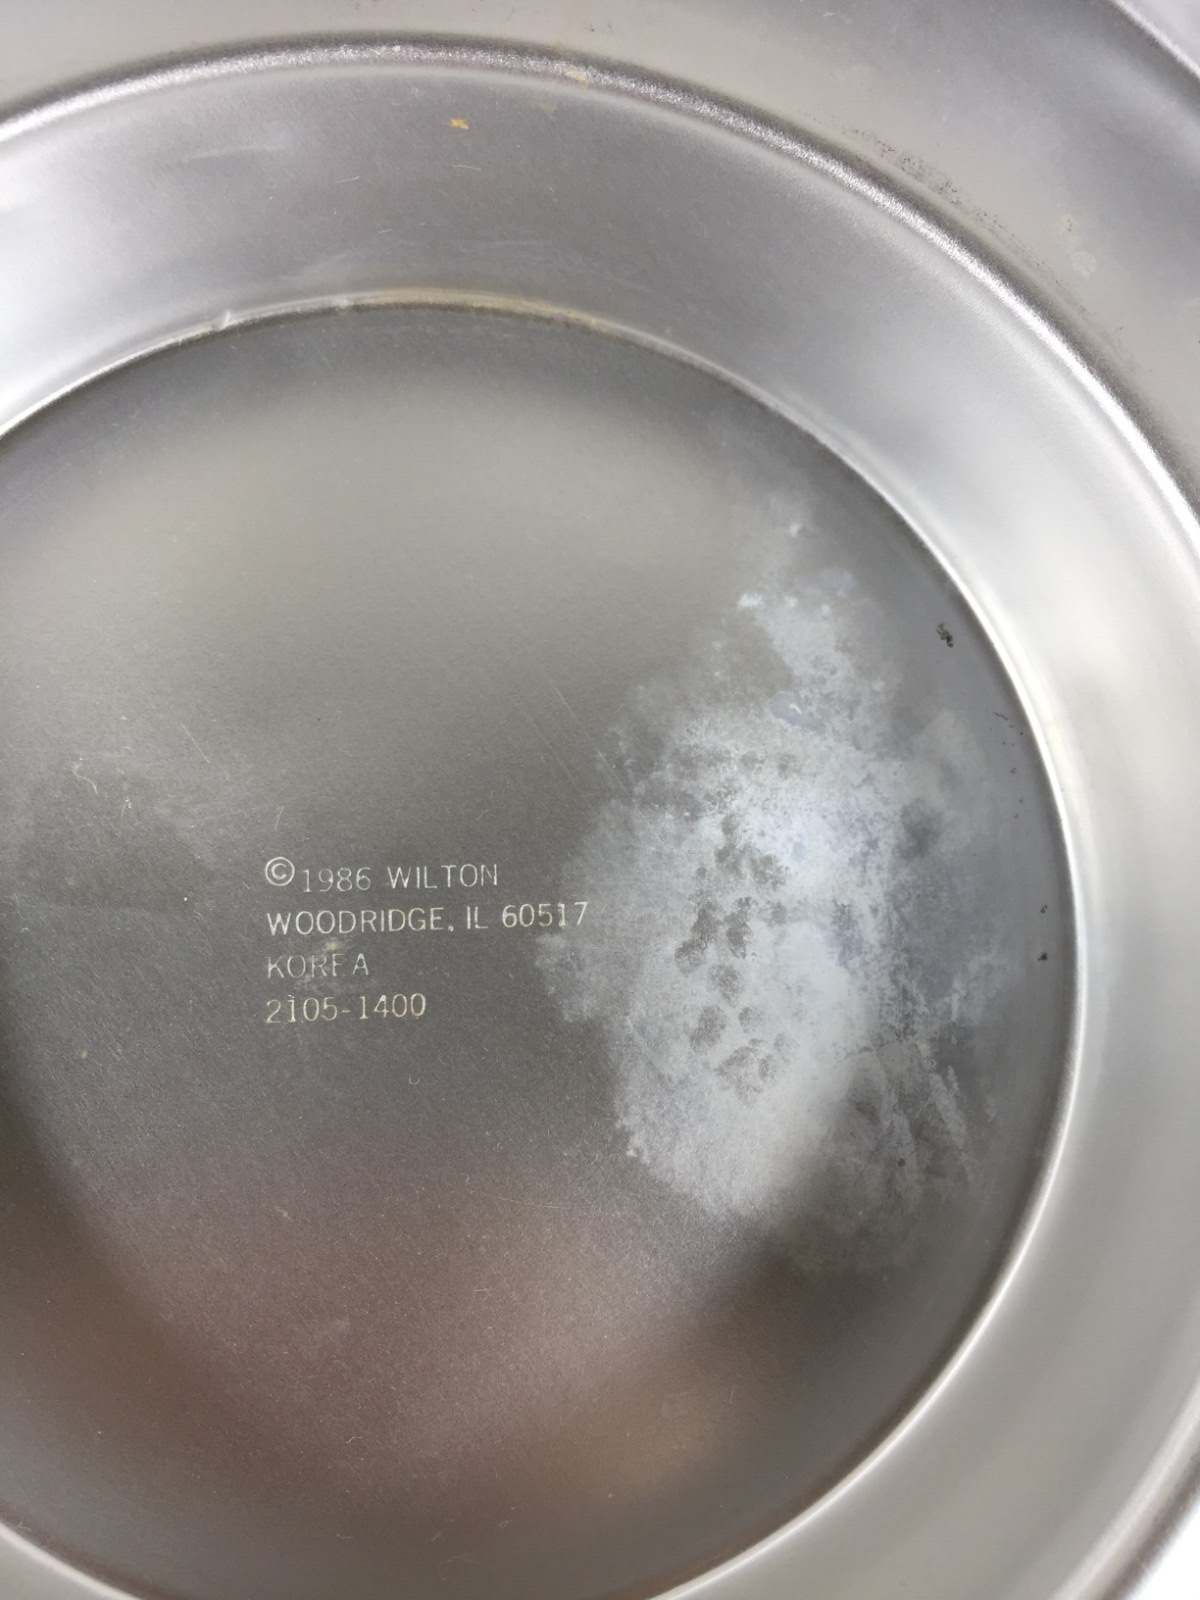 ©1986 WILTON
WOODRIDGE, IL 60517
KOREA
2105-1400